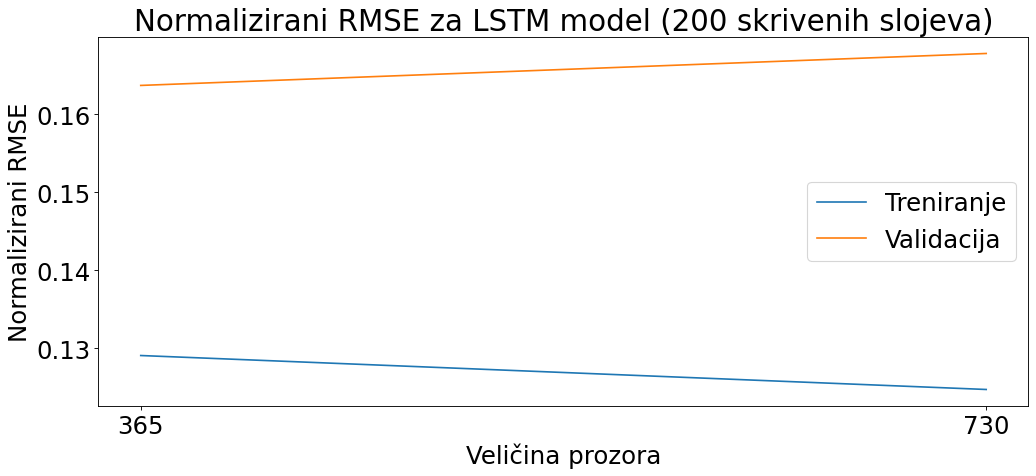 Normalizirani RMSE za LSTM model (200 skrivenih slojeva)
Normalizirani RMSE
0.16
0.15
0.14
0.13
Treniranje
Validacija
365
730
Veličina prozora